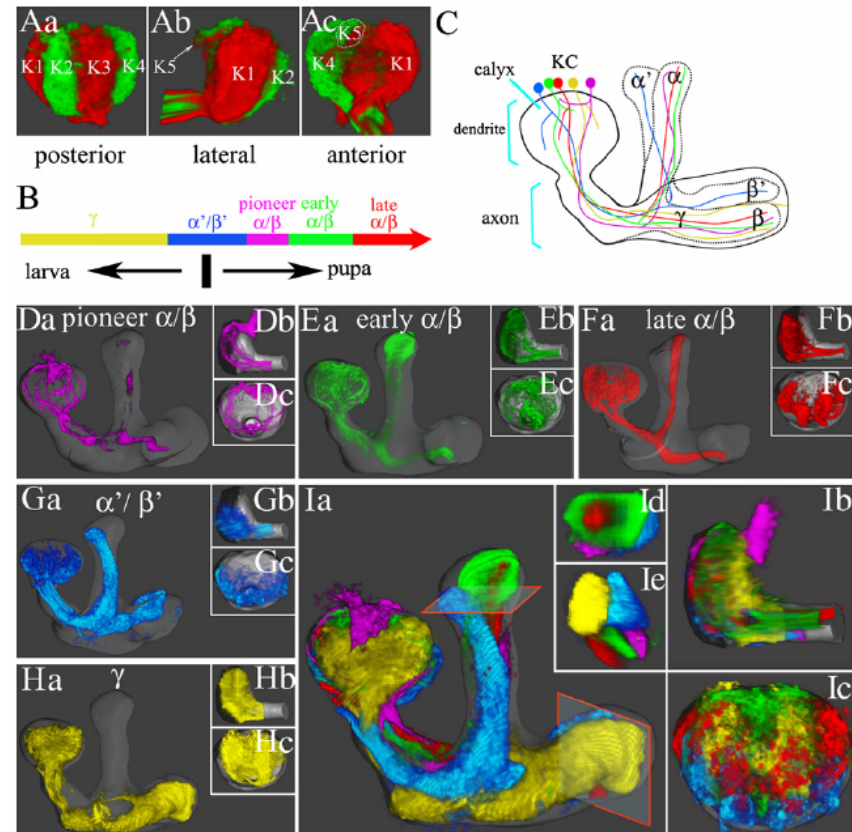 Aa
K1 K2 K3 K4
posterior
Ab
K5 K1 K2
lateral
Ac
K5
K4 K1
anterior
B
γ α'/β' pioneer α/β early α/β late α/β
larva pupa
C
KC
calyx
dendrite
axon
α' α
β'
γ β
Da pioneer α/β
Db
Dc
Ea early α/β
Eb
Ec
Fa late α/β
Fb
Fc
Ga α'/ β'
Gb
Gc
Ha γ
Hb
Hc
Ia
Id
Ie
Ib
Ic